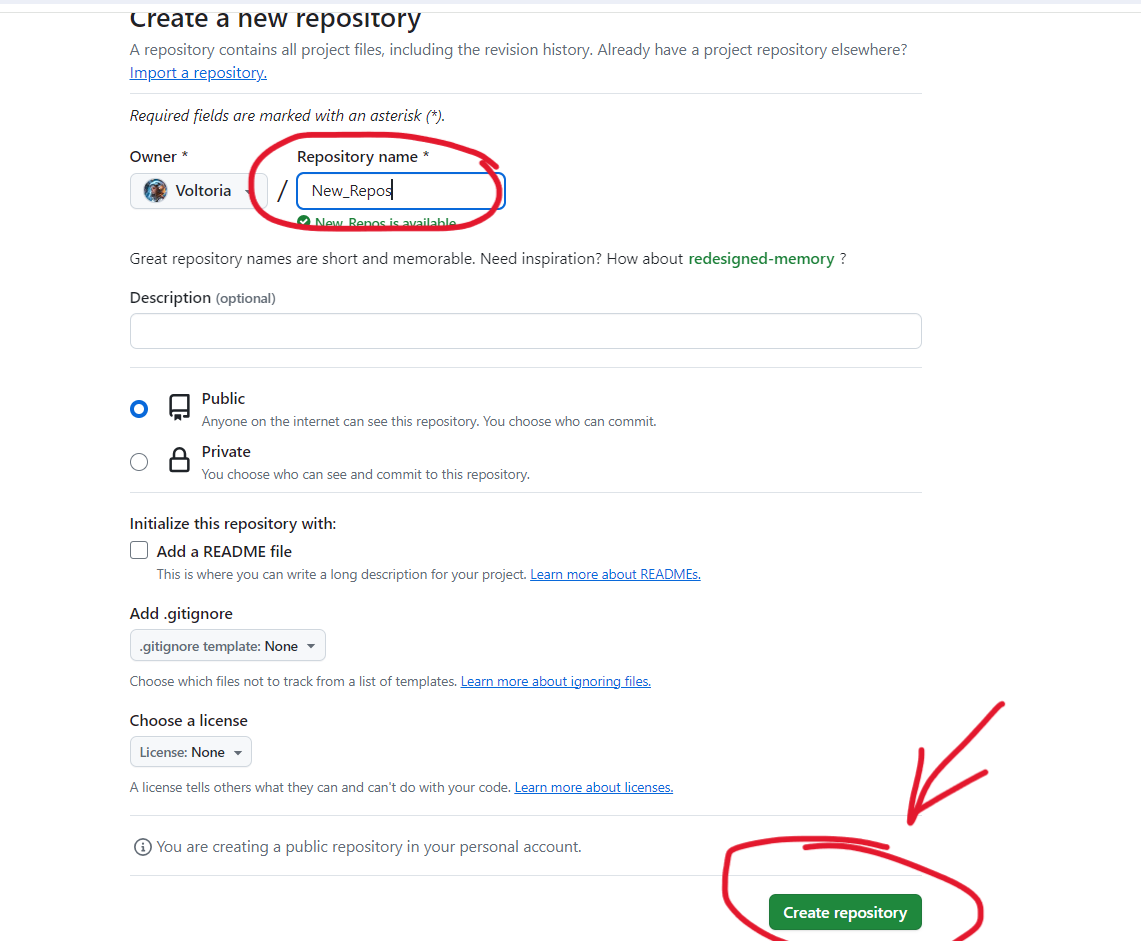 Create a new repository
A repository contains all project files, including the revision history. Already have a project repository elsewhere?
Import a repository.
Required fields are marked with an asterisk (*).
Owner *
Repository name *
Voltoria
/
New_Repos
New_Repos is available.
Great repository names are short and memorable. Need inspiration? How about redesigned-memory ?
Description (optional)
Public
Anyone on the internet can see this repository. You choose who can commit.
Private
You choose who can see and commit to this repository.
Initialize this repository with:
Add a README file
This is where you can write a long description for your project. Learn more about READMEs.
Add .gitignore
.gitignore template: None
Choose which files not to track from a list of templates. Learn more about ignoring files.
Choose a license
License: None
A license tells others what they can and can't do with your code. Learn more about licenses.
You are creating a public repository in your personal account.
Create repository